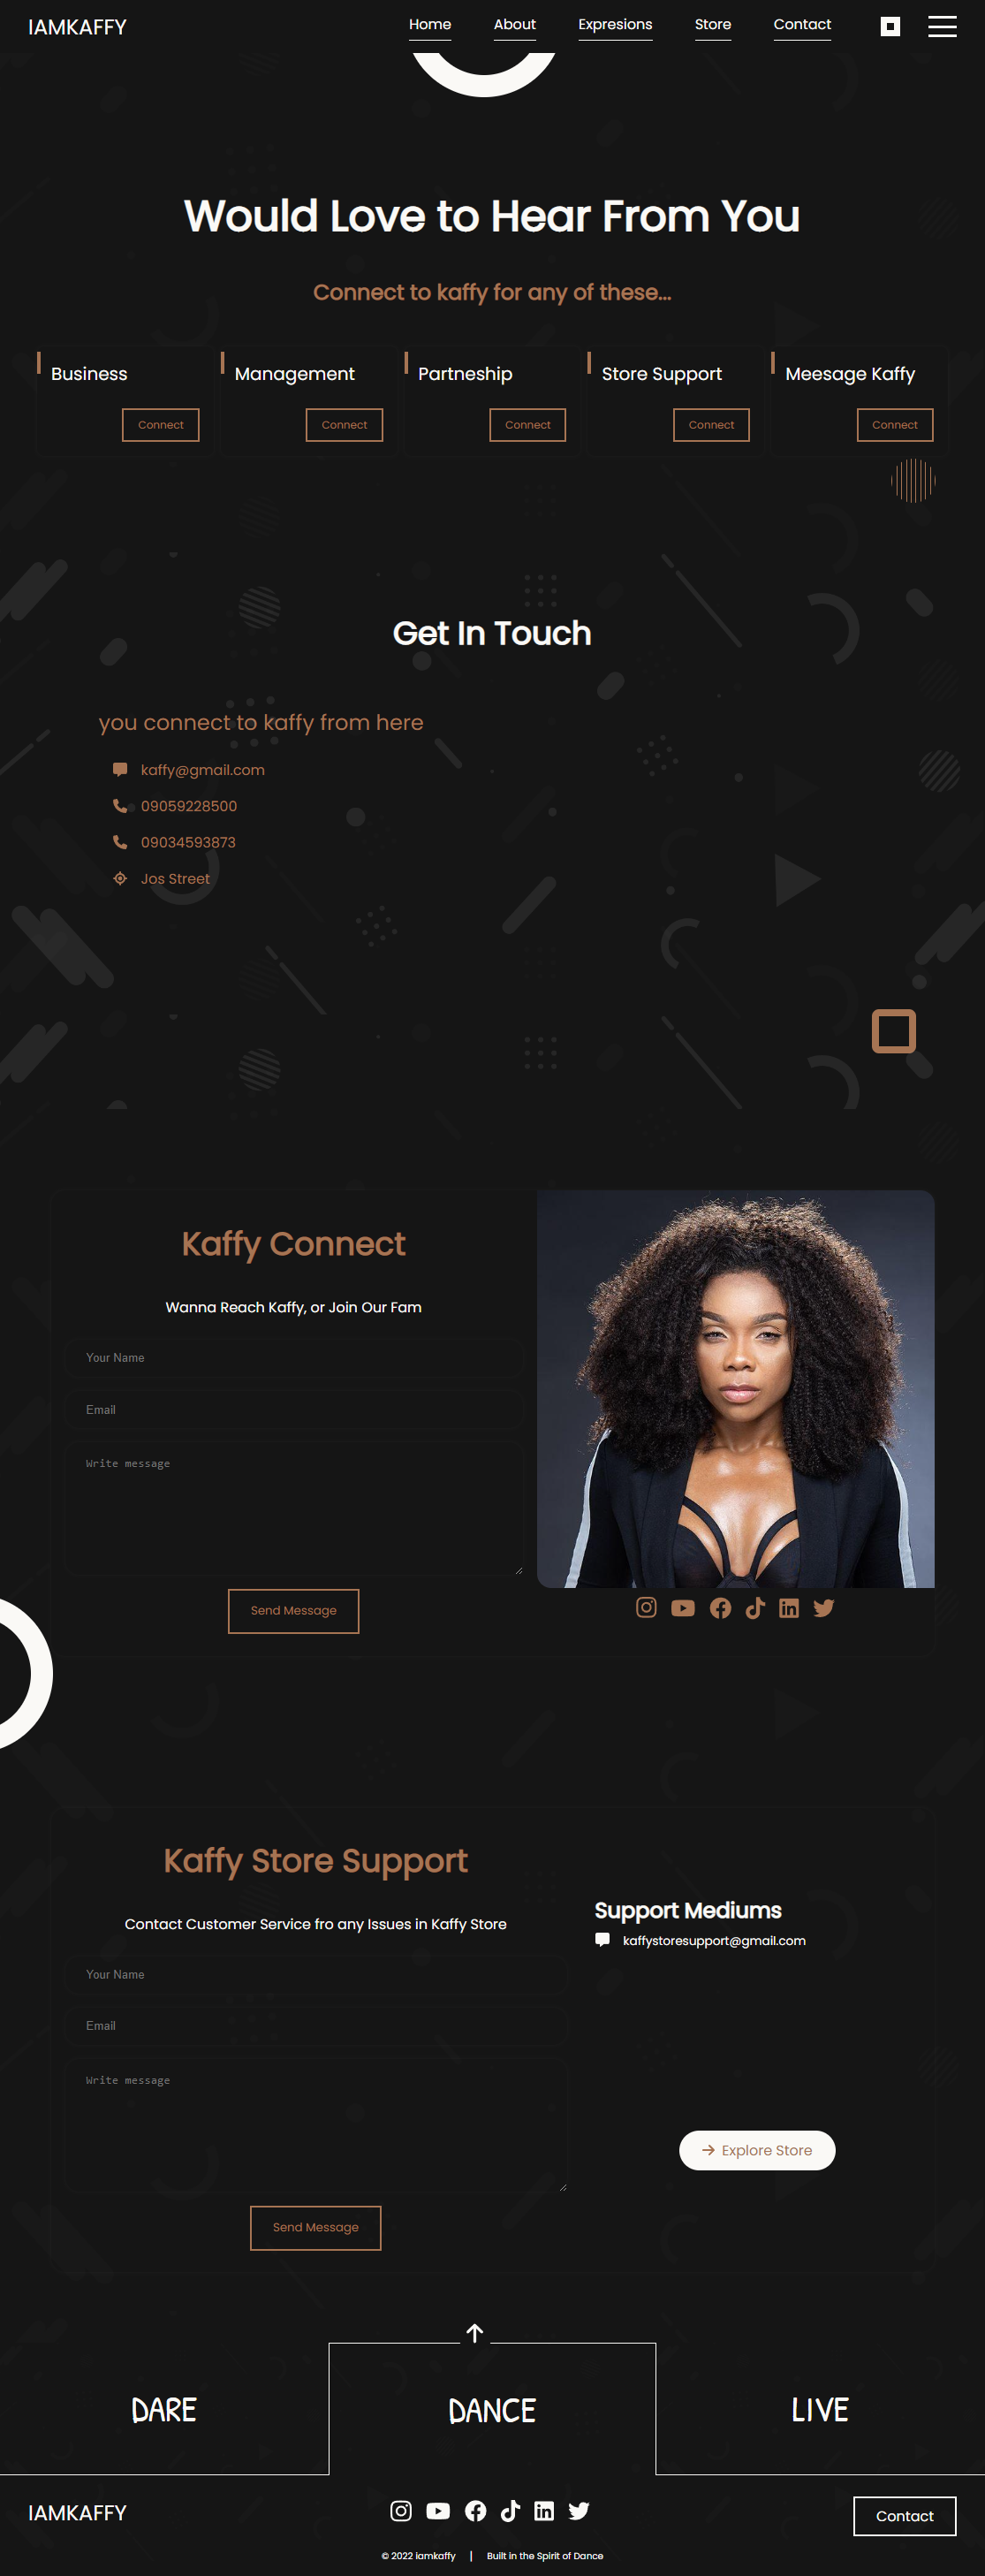 IAMKAFFY
Home About Expresions Store Contact
Would Love to Hear From You
Connect to kaffy for any of these...
Business Management Partneship Store Support Meesage Kaffy
Connect Connect Connect Connect Connect
Get In Touch
you connect to kaffy from here
kaffy@gmail.com
09059228500
09034593873
Jos Street
Kaffy Connect
Wanna Reach Kaffy, or Join Our Fam
Your Name
Email
Write message
Send Message
Kaffy Store Support
Contact Customer Service fro any Issues in Kaffy Store
Your Name
Email
Write message
Send Message
Support Mediums
kaffystoresupport@gmail.com
Explore Store
DARE DANCE LIVE
IAMKAFFY
Contact
© 2022 iamkaffy | Built in the Spirit of Dance